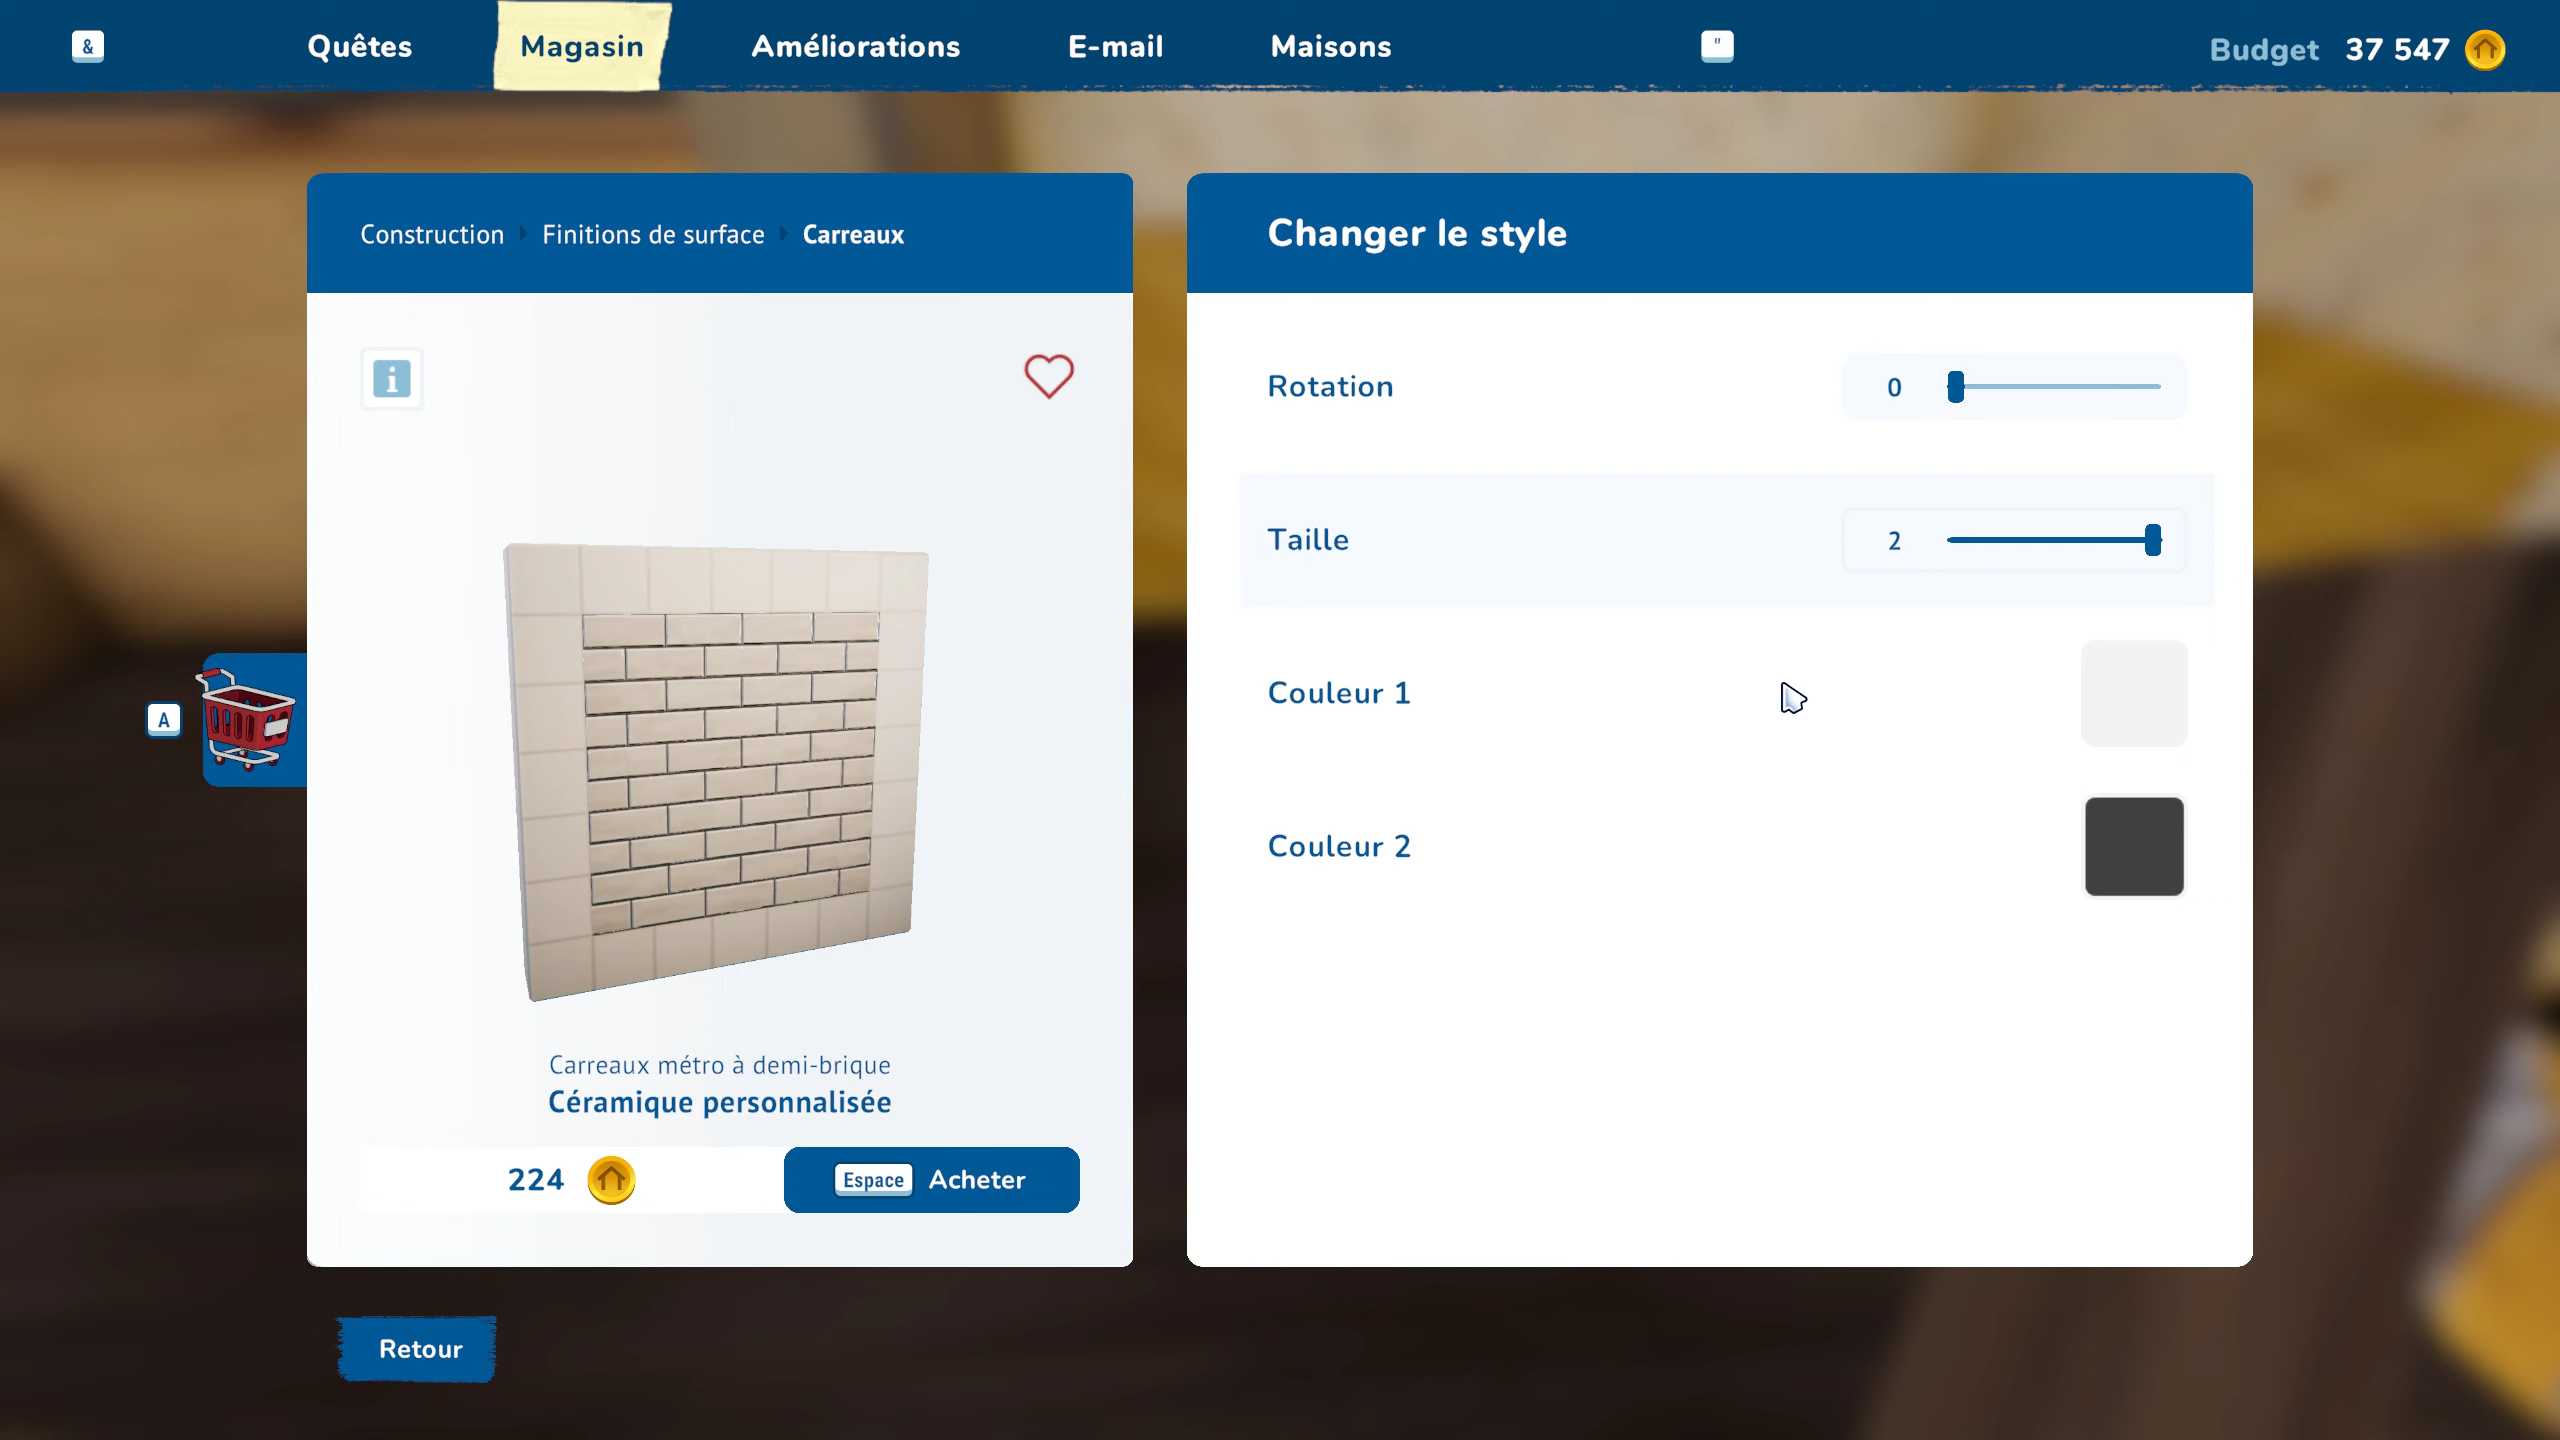 &
Quêtes
Magasin
Améliorations
E-mail
Maisons
"
Budget 37 547
Construction Finitions de surface Carreaux
i
A
Carreaux métro à demi-brique
Céramique personnalisée
224
Espace Acheter
Retour
Changer le style
Rotation 0
Taille 2
Couleur 1
Couleur 2